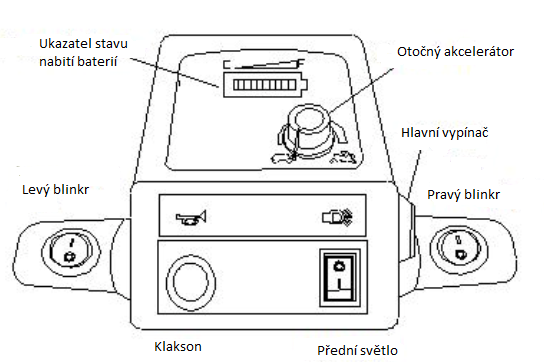 Ukazatel stavu
nabití baterií
Otočný akcelerátor
Hlavní vypínač
Levý blinkr
Pravý blinkr
Klakson
Přední světlo